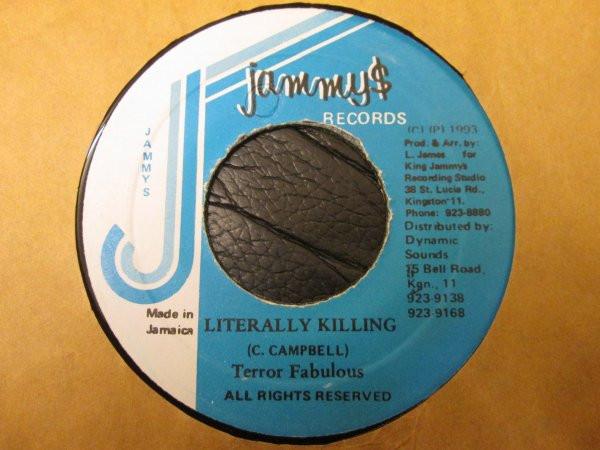 jammy$
RECORDS
JAMMYS
(C) (P) 1993
Prod. & Arr. by:
L. James for
King Jammy's
Recording Studio
38 St. Lucia Rd.,
Kingston 11.
Phone: 923-8880
Distributed by:
Dynamic
Sounds
15 Bell Road,
Kgn., 11
923-9138
923-9168
Made in
Jamaica
LITERALLY KILLING
(C. CAMPBELL)
Terror Fabulous
ALL RIGHTS RESERVED